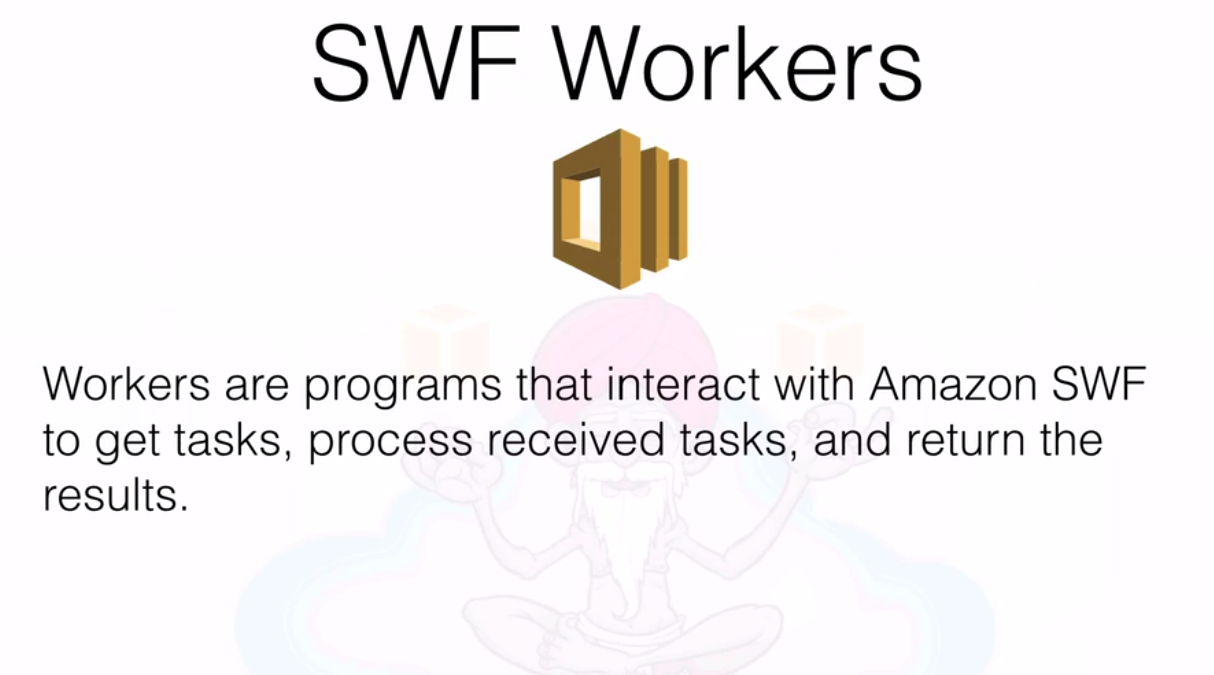 SWF Workers
Workers are programs that interact with Amazon SWF
to get tasks, process received tasks, and return the
results.